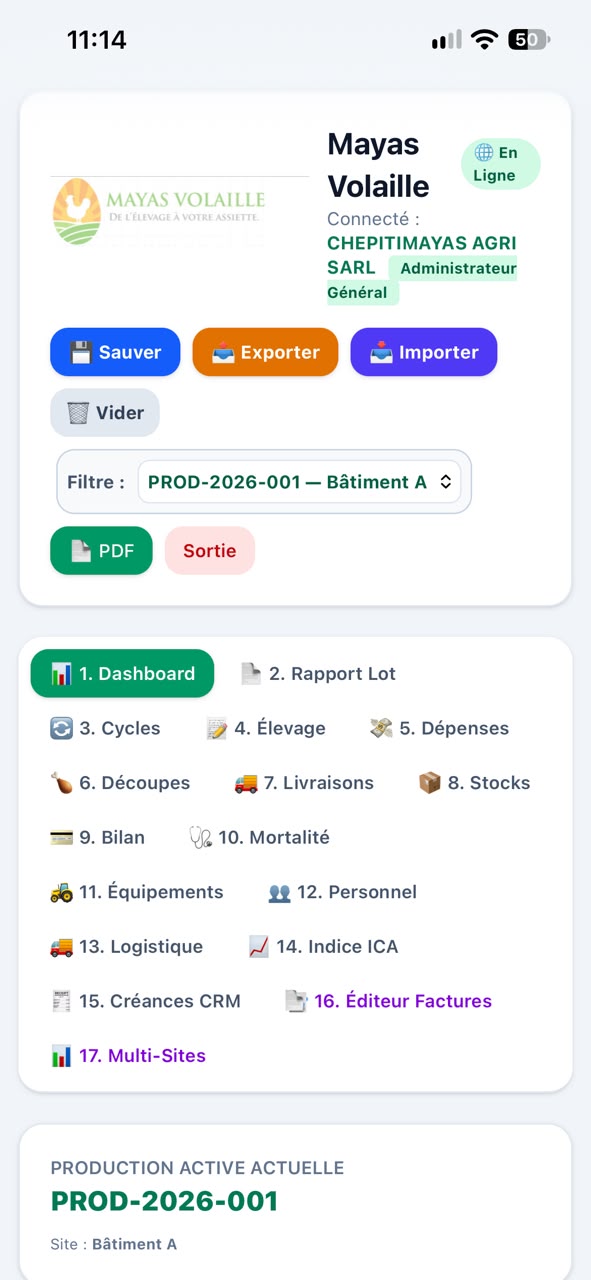 11:14
50
Mayas
Volaille
🌐 En
Ligne
MAYAS VOLAILLE
DE L'ÉLEVAGE À VOTRE ASSIETTE.
Connecté :
CHEPITIMAYAS AGRI
SARL Administrateur
Général
💾 Sauver 📤 Exporter 📥 Importer
🗑️ Vider
Filtre : PROD-2026-001 — Bâtiment A
📄 PDF Sortie
📊 1. Dashboard 📄 2. Rapport Lot
🔄 3. Cycles 📝 4. Élevage 💸 5. Dépenses
🍗 6. Découpes 🚚 7. Livraisons 📦 8. Stocks
💳 9. Bilan 🩺 10. Mortalité
🚜 11. Équipements 👥 12. Personnel
🚚 13. Logistique 📈 14. Indice ICA
🧾 15. Créances CRM 📑 16. Éditeur Factures
📊 17. Multi-Sites
PRODUCTION ACTIVE ACTUELLE
PROD-2026-001
Site : Bâtiment A